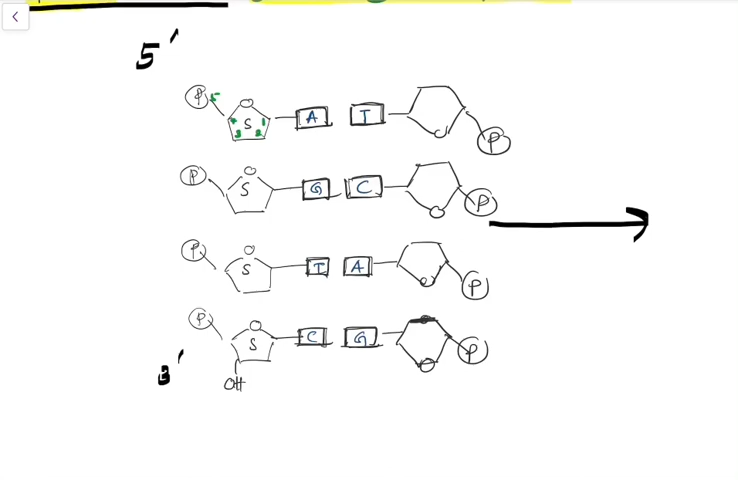 5'
P 5 O
4 S 1 A T
3 2 O P
P O
S G C
O P
P O
S T A
O P
P O
S C G
O P
3'
OH